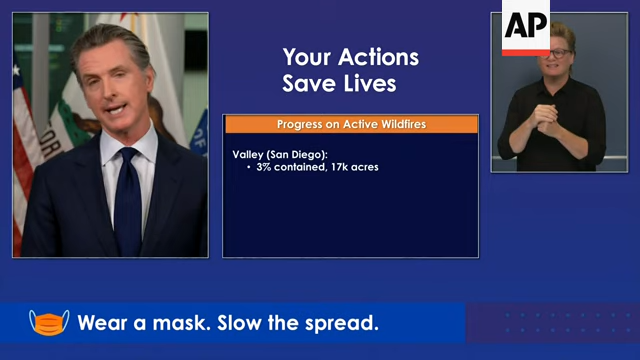 AP
Your Actions
Save Lives
Progress on Active Wildfires
Valley (San Diego):
• 3% contained, 17k acres
Wear a mask. Slow the spread.